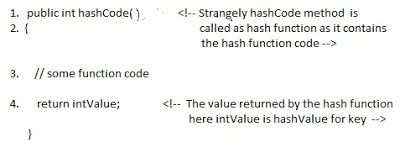 1. public int hashCode() <!-- Strangely hashCode method is
2. { called as hash function as it contains
the hash function code -->
3. // some function code
4. return intValue; <!-- The value returned by the hash function
here intValue is hashValue for key -->
}